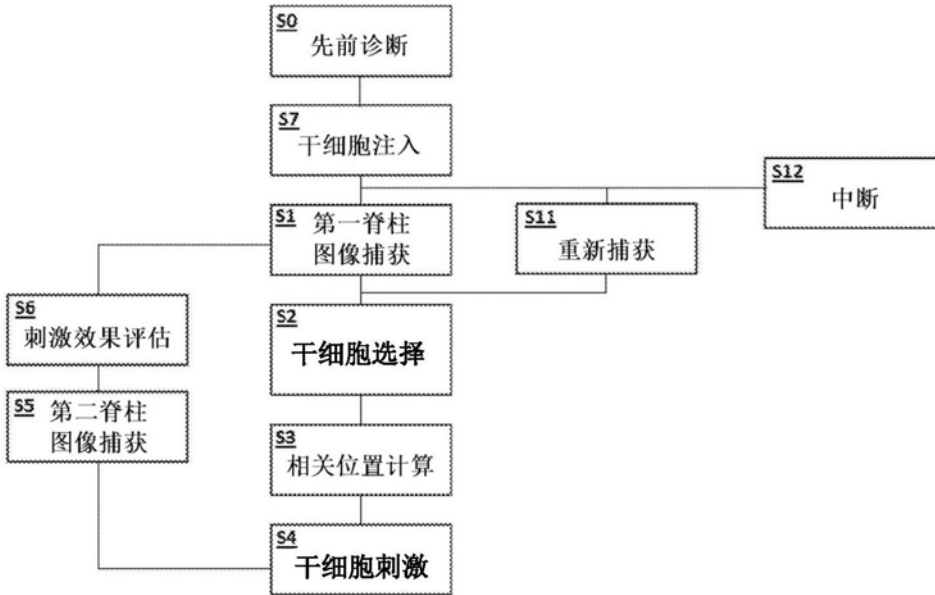 S0
先前诊断
S7
干细胞注入
S12
中断
S1
第一脊柱
图像捕获
S11
重新捕获
S6
刺激效果评估
S2
干细胞选择
S5
第二脊柱
图像捕获
S3
相关位置计算
S4
干细胞刺激